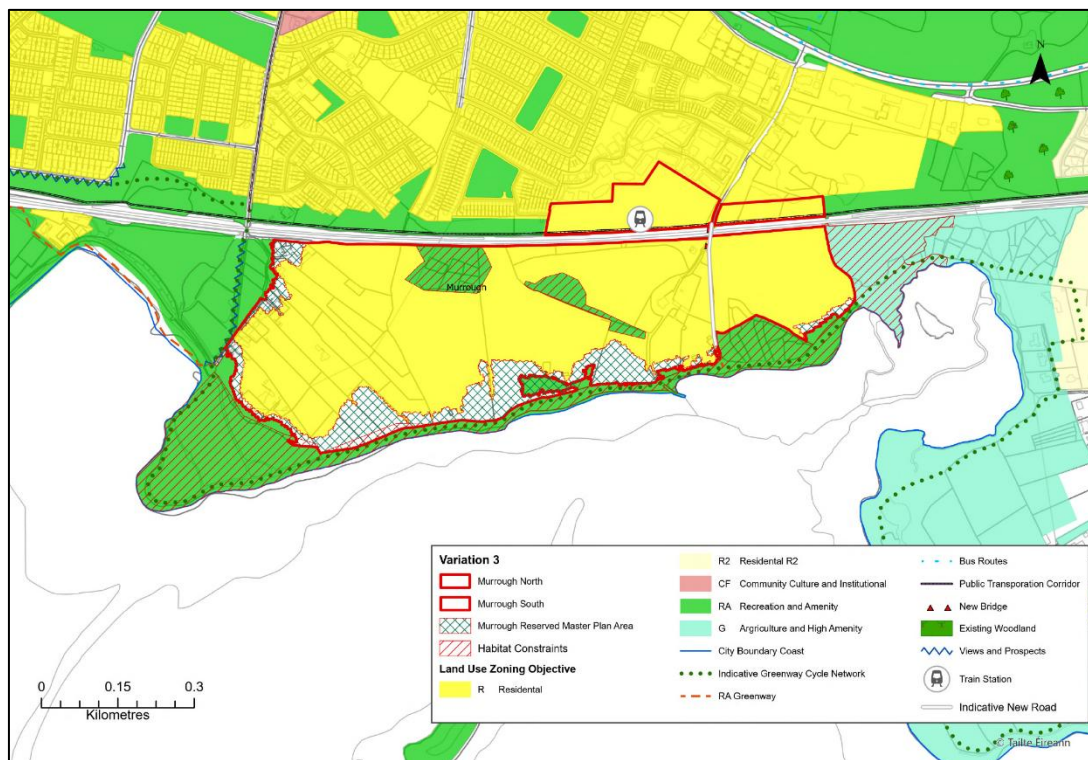 N
Murrough
Variation 3
Murrough North
Murrough South
Murrough Reserved Master Plan Area
Habitat Constraints
Land Use Zoning Objective
R Residental
R2 Residental R2
CF Community Culture and Institutional
RA Recreation and Amenity
G Argriculture and High Amenity
City Boundary Coast
Indicative Greenway Cycle Network
RA Greenway
Bus Routes
Public Transporation Corridor
New Bridge
Existing Woodland
Views and Prospects
Train Station
Indicative New Road
0 0.15 0.3
Kilometres
© Tailte Éireann